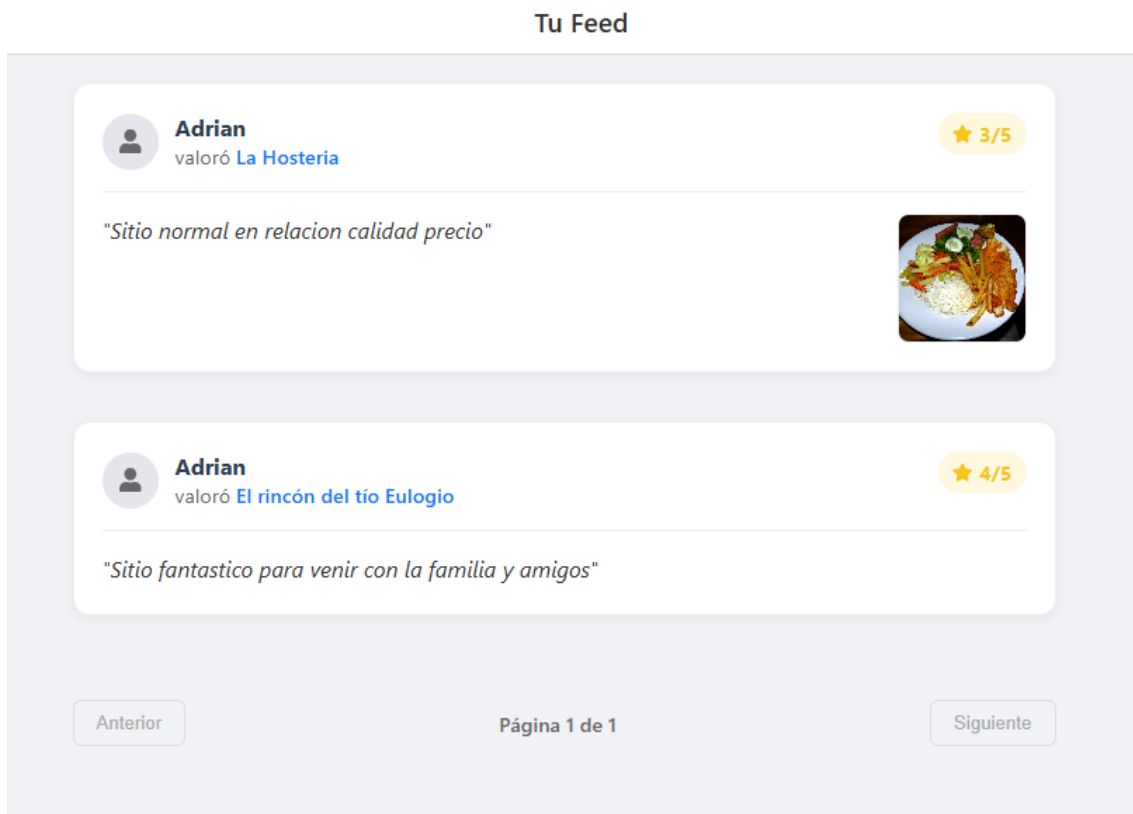 Tu Feed
Adrian
valoró La Hosteria
3/5
"Sitio normal en relacion calidad precio"
Adrian
valoró El rincón del tío Eulogio
4/5
"Sitio fantastico para venir con la familia y amigos"
Anterior
Página 1 de 1
Siguiente